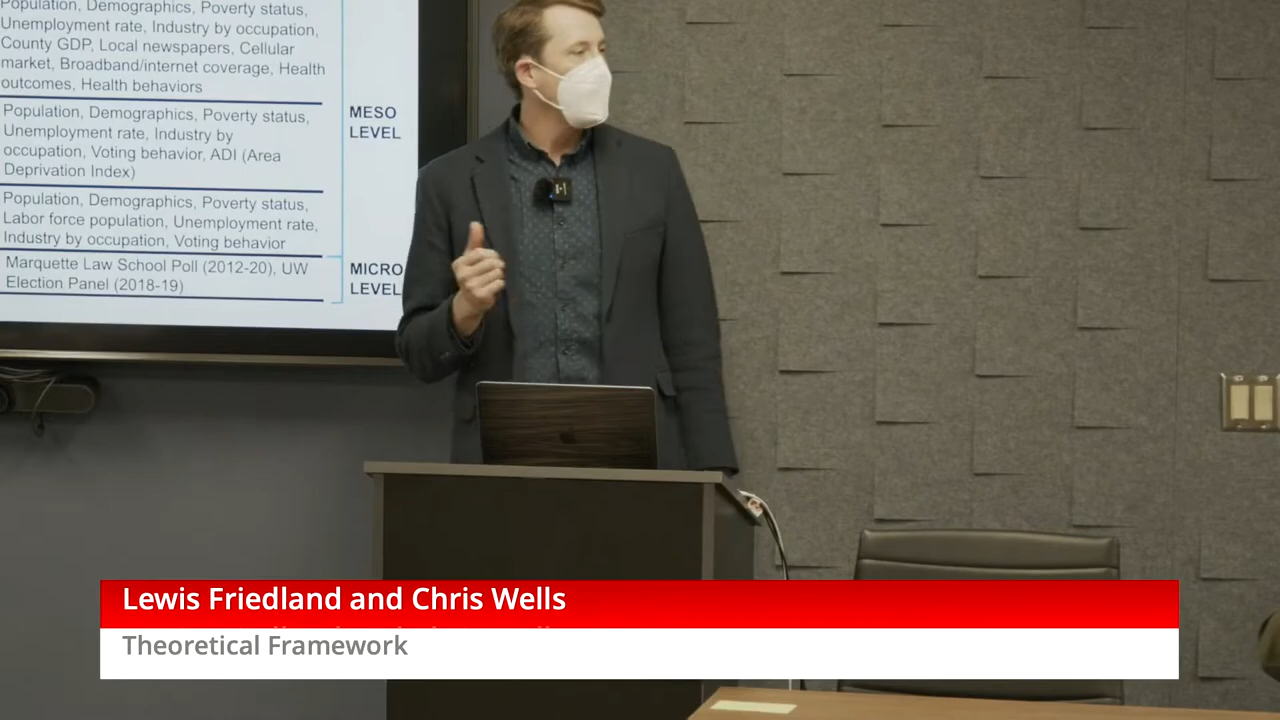 Population, Demographics, Poverty status,
Unemployment rate, Industry by occupation,
County GDP, Local newspapers, Cellular
market, Broadband/internet coverage, Health
outcomes, Health behaviors
Population, Demographics, Poverty status,
Unemployment rate, Industry by
occupation, Voting behavior, ADI (Area
Deprivation Index)
MESO
LEVEL
Population, Demographics, Poverty status,
Labor force population, Unemployment rate,
Industry by occupation, Voting behavior
Marquette Law School Poll (2012-20), UW
Election Panel (2018-19)
MICRO
LEVEL
Lewis Friedland and Chris Wells
Theoretical Framework